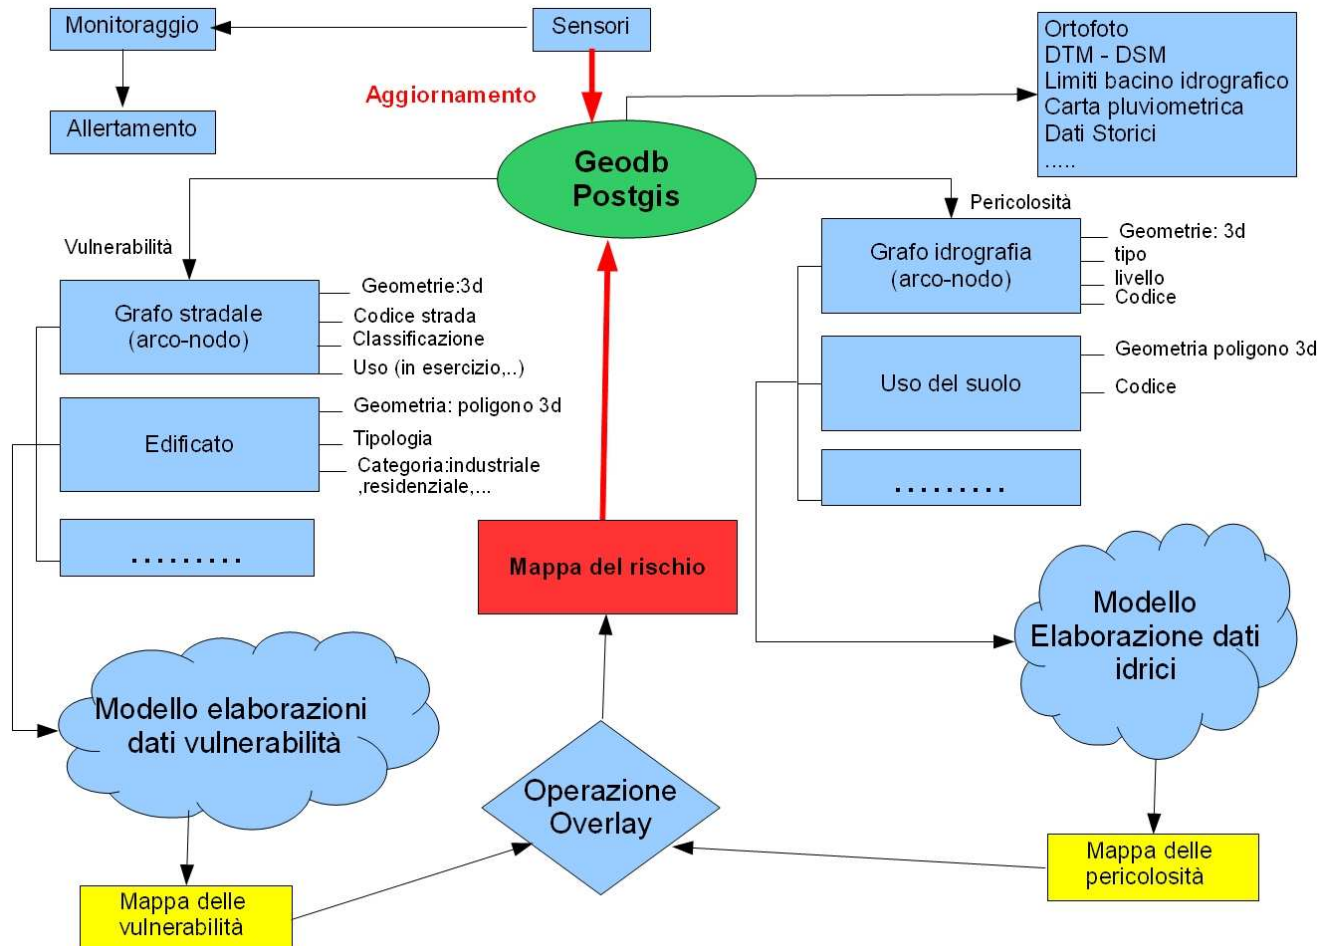 Monitoraggio
Sensori
Ortofoto
DTM - DSM
Limiti bacino idrografico
Carta pluviometrica
Dati Storici
.....
Aggiornamento
Allertamento
Geodb
Postgis
Vulnerabilità
Pericolosità
Grafo stradale
(arco-nodo)
Geometrie:3d
Codice strada
Classificazione
Uso (in esercizio,..)
Grafo idrografia
(arco-nodo)
Geometrie: 3d
tipo
livello
Codice
Edificato
Geometria: poligono 3d
Tipologia
Categoria:industriale
,residenziale,...
Uso del suolo
Geometria poligono 3d
Codice
.........
.........
Mappa del rischio
Modello
Elaborazione dati
idrici
Modello elaborazioni
dati vulnerabilità
Operazione
Overlay
Mappa delle
pericolosità
Mappa delle
vulnerabilità